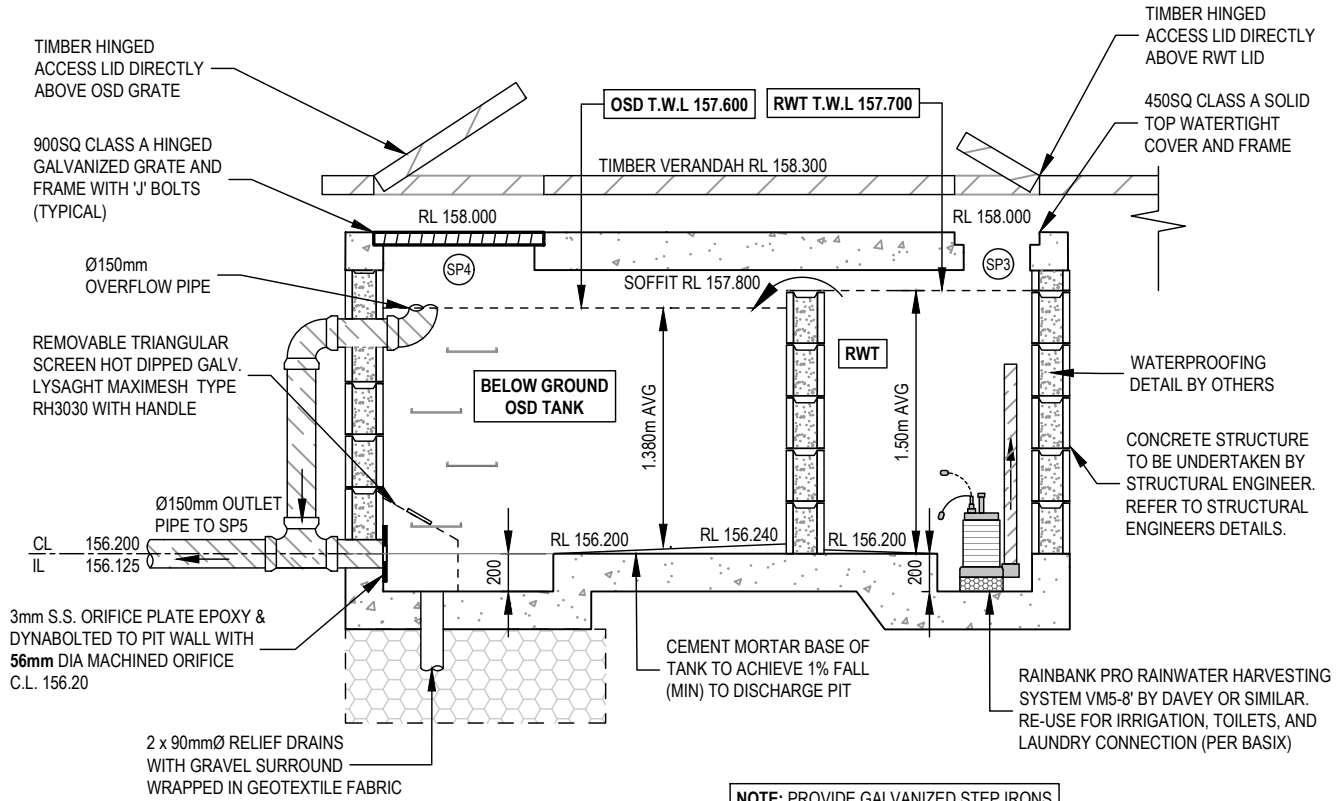 TIMBER HINGED
ACCESS LID DIRECTLY
ABOVE OSD GRATE
900SQ CLASS A HINGED
GALVANIZED GRATE AND
FRAME WITH 'J' BOLTS
(TYPICAL)
Ø150mm
OVERFLOW PIPE
REMOVABLE TRIANGULAR
SCREEN HOT DIPPED GALV.
LYSAGHT MAXIMESH TYPE
RH3030 WITH HANDLE
Ø150mm OUTLET
PIPE TO SP5
CL 156.200
IL 156.125
3mm S.S. ORIFICE PLATE EPOXY &
DYNABOLTED TO PIT WALL WITH
56mm DIA MACHINED ORIFICE
C.L. 156.20
2 x 90mmØ RELIEF DRAINS
WITH GRAVEL SURROUND
WRAPPED IN GEOTEXTILE FABRIC
OSD T.W.L 157.600
RWT T.W.L 157.700
TIMBER VERANDAH RL 158.300
RL 158.000
RL 158.000
SP4
SP3
SOFFIT RL 157.800
BELOW GROUND
OSD TANK
RWT
1.380m AVG
1.50m AVG
RL 156.200
RL 156.240
RL 156.200
200
200
CEMENT MORTAR BASE OF
TANK TO ACHIEVE 1% FALL
(MIN) TO DISCHARGE PIT
TIMBER HINGED
ACCESS LID DIRECTLY
ABOVE RWT LID
450SQ CLASS A SOLID
TOP WATERTIGHT
COVER AND FRAME
WATERPROOFING
DETAIL BY OTHERS
CONCRETE STRUCTURE
TO BE UNDERTAKEN BY
STRUCTURAL ENGINEER.
REFER TO STRUCTURAL
ENGINEERS DETAILS.
RAINBANK PRO RAINWATER HARVESTING
SYSTEM VM5-8' BY DAVEY OR SIMILAR.
RE-USE FOR IRRIGATION, TOILETS, AND
LAUNDRY CONNECTION (PER BASIX)
NOTE: PROVIDE GALVANIZED STEP IRONS